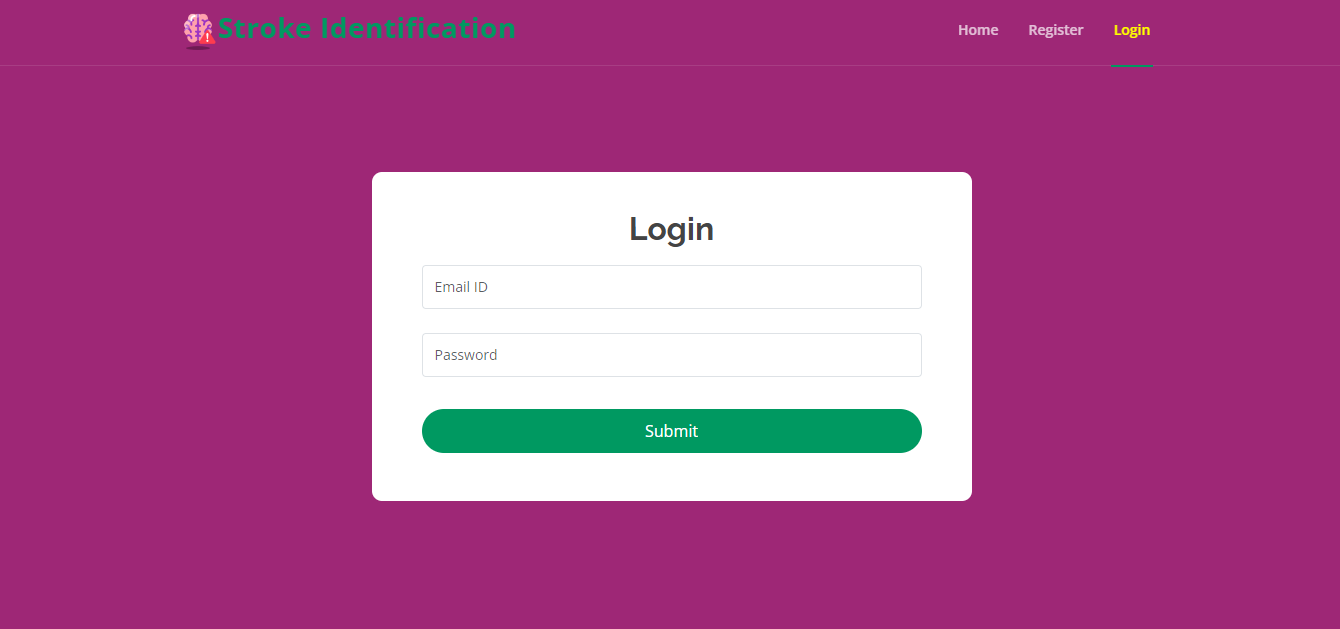 Stroke Identification
Home Register Login
Login
Email ID
Password
Submit